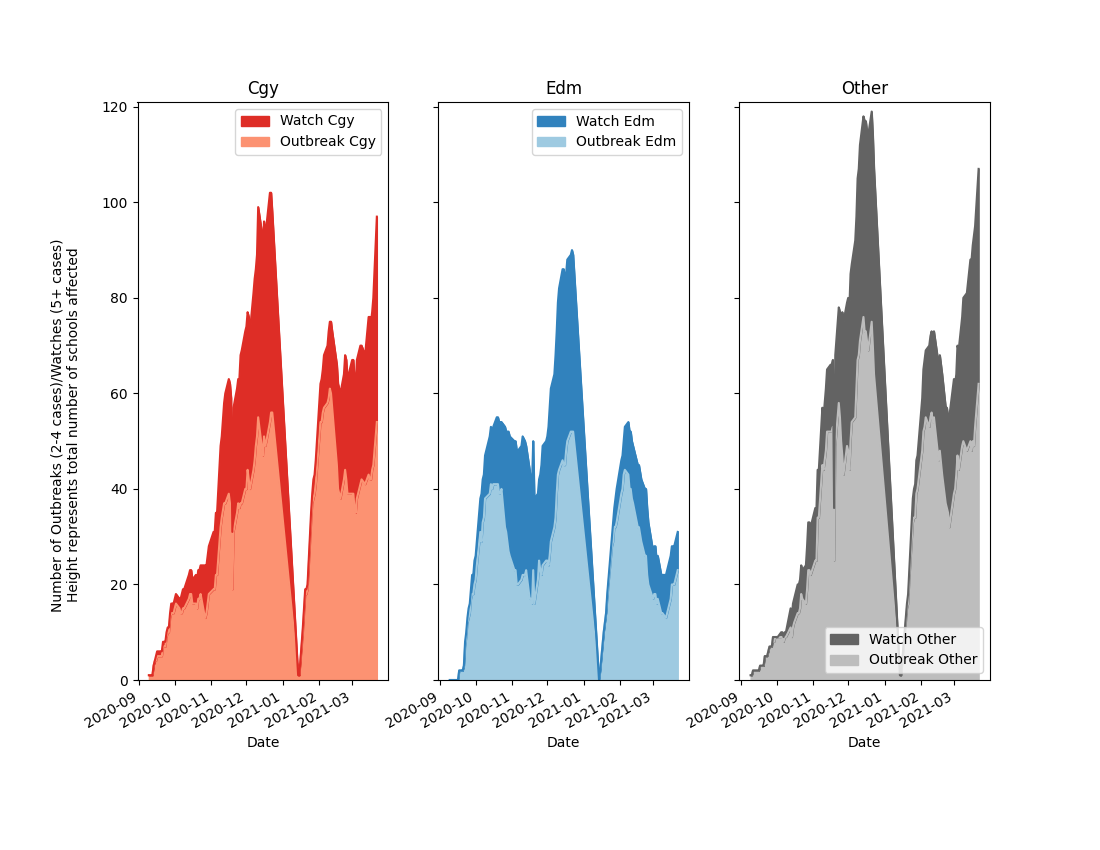 Cgy
Edm
Other
Watch Cgy
Outbreak Cgy
Watch Edm
Outbreak Edm
Number of Outbreaks (2-4 cases)/Watches (5+ cases)
Height represents total number of schools affected
120
100
80
60
40
20
0
Watch Other
Outbreak Other
2020-09
2020-10
2020-11
2020-12
2021-01
2021-02
2021-03
2020-09
2020-10
2020-11
2020-12
2021-01
2021-02
2021-03
2020-09
2020-10
2020-11
2020-12
2021-01
2021-02
2021-03
Date
Date
Date